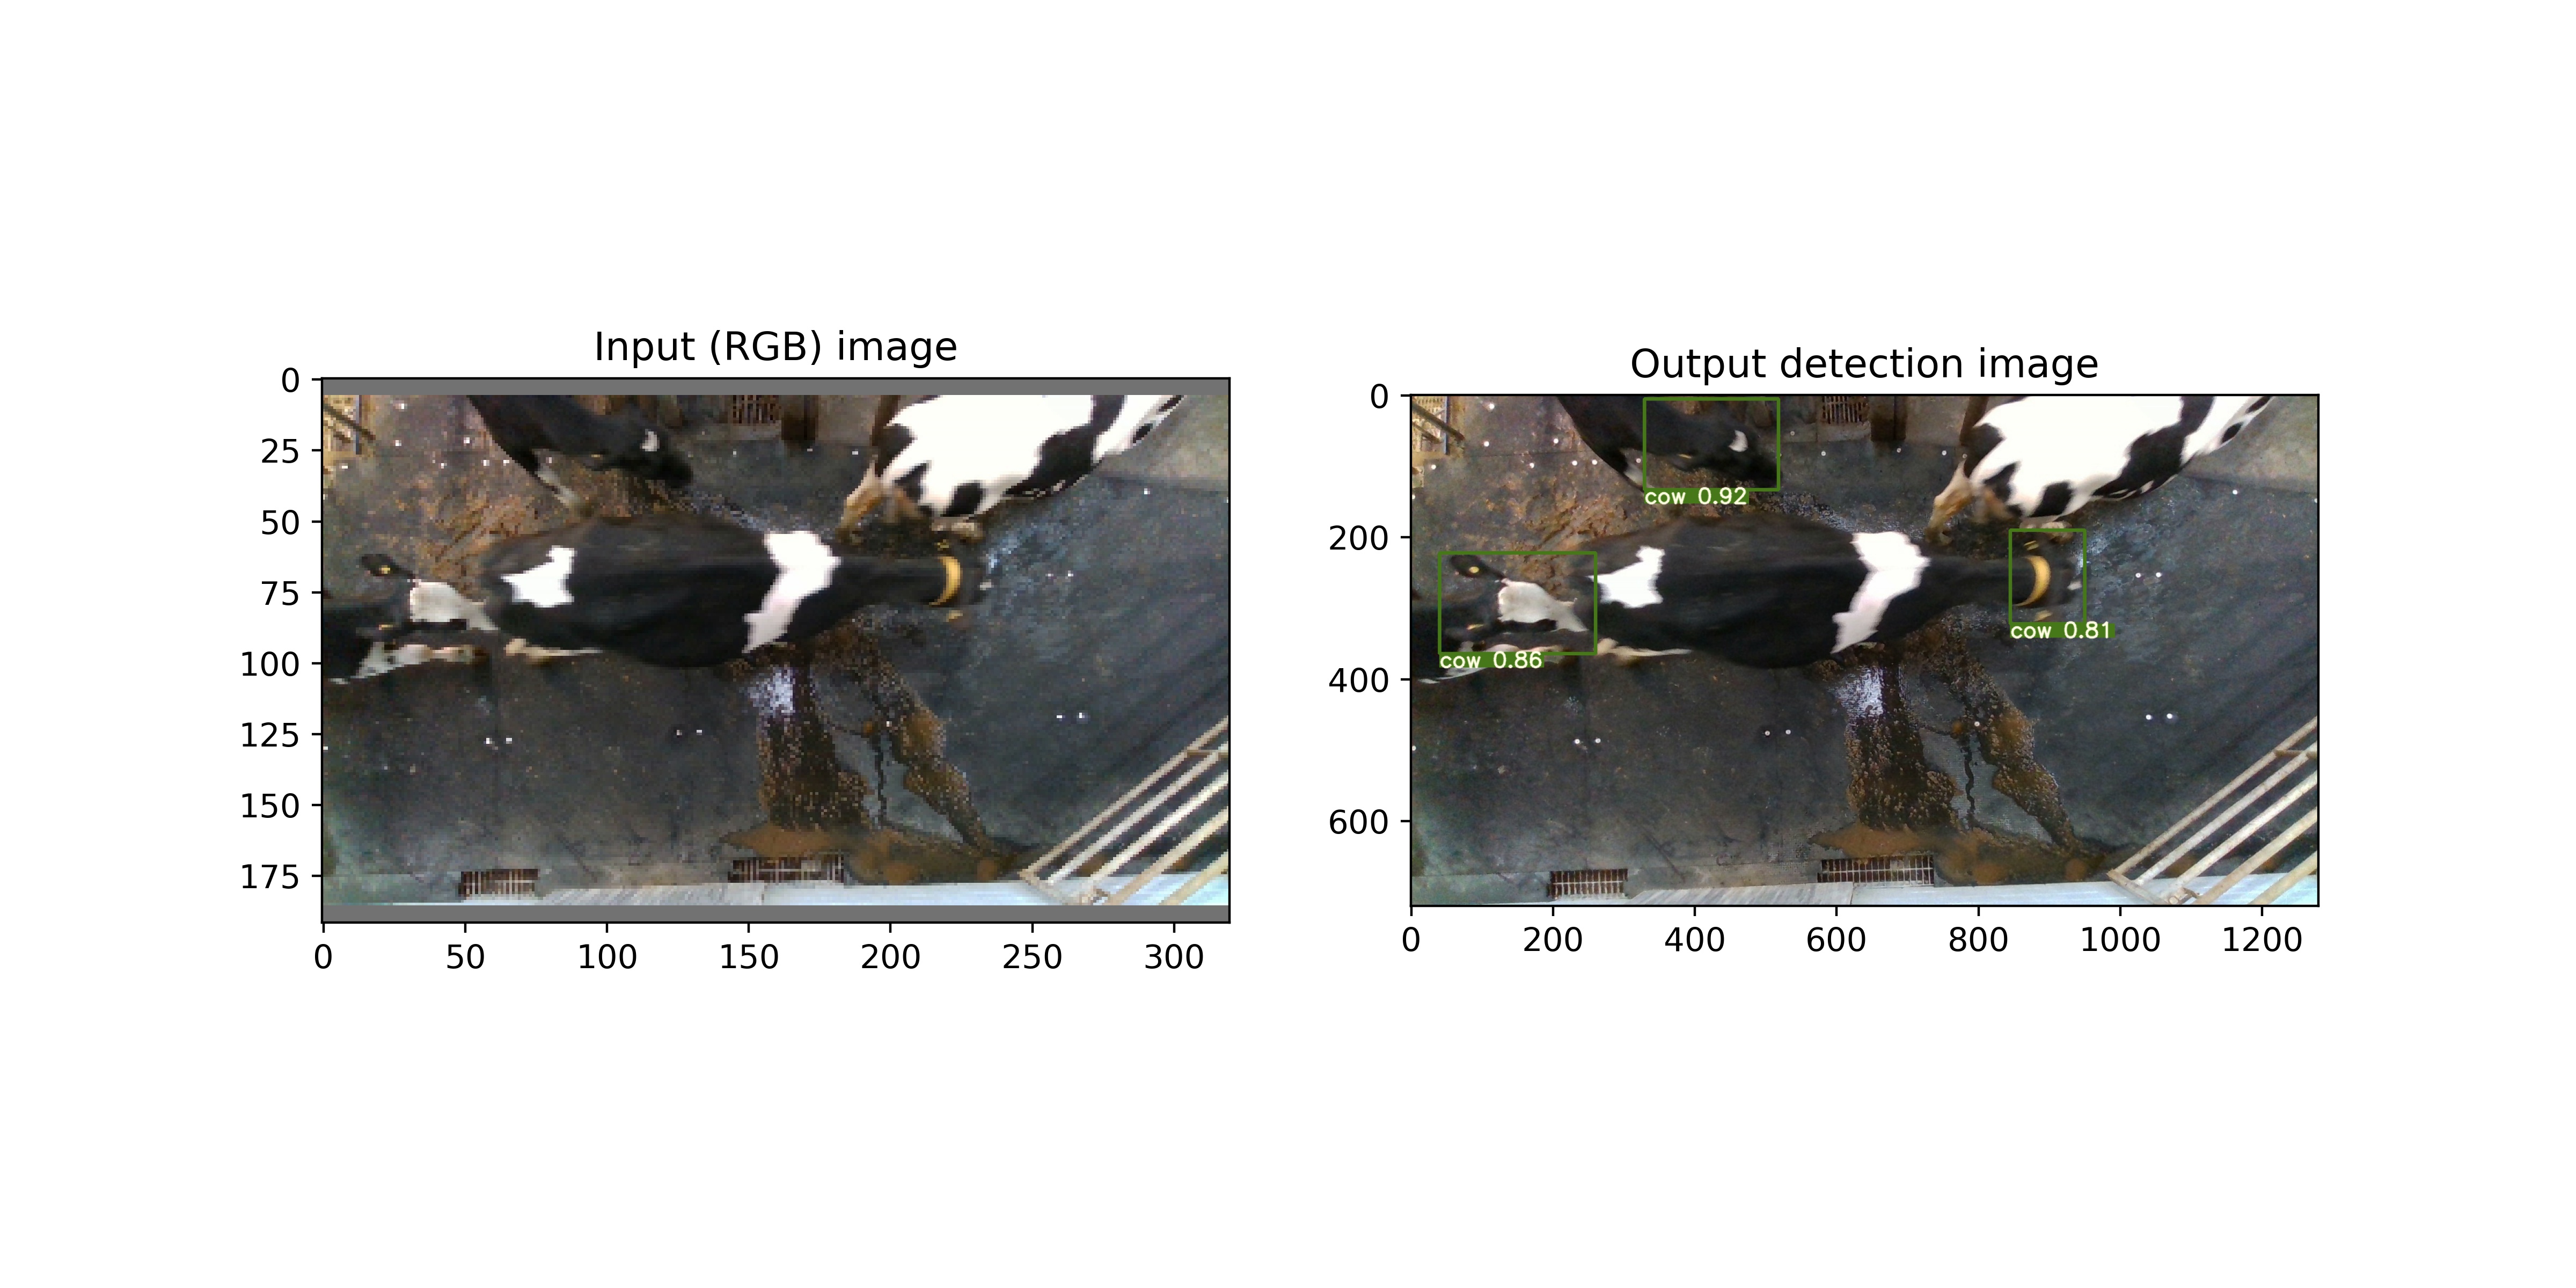 Input (RGB) image
0
25
50
75
100
125
150
175
0 50 100 150 200 250 300
Output detection image
0
200
400
600
0 200 400 600 800 1000 1200
cow 0.92
cow 0.81
cow 0.86